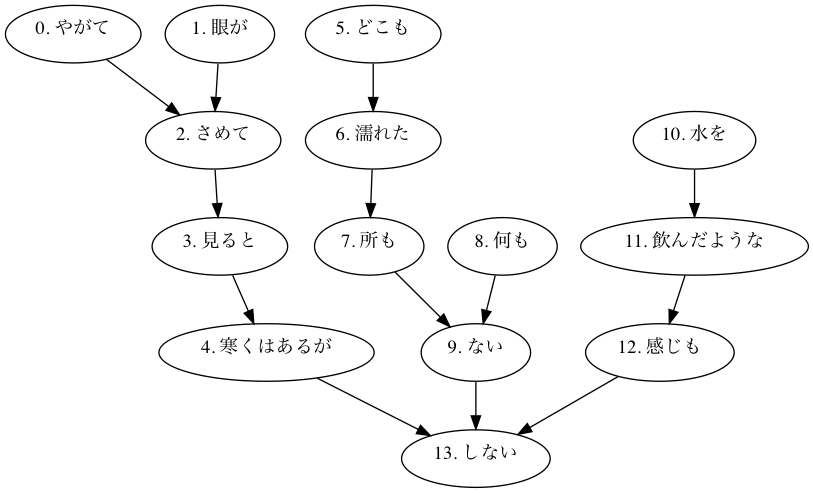 0. やがて
1. 眼が
5. どこも
2. さめて
6. 濡れた
10. 水を
3. 見ると
7. 所も
8. 何も
11. 飲んだような
4. 寒くはあるが
9. ない
12. 感じも
13. しない